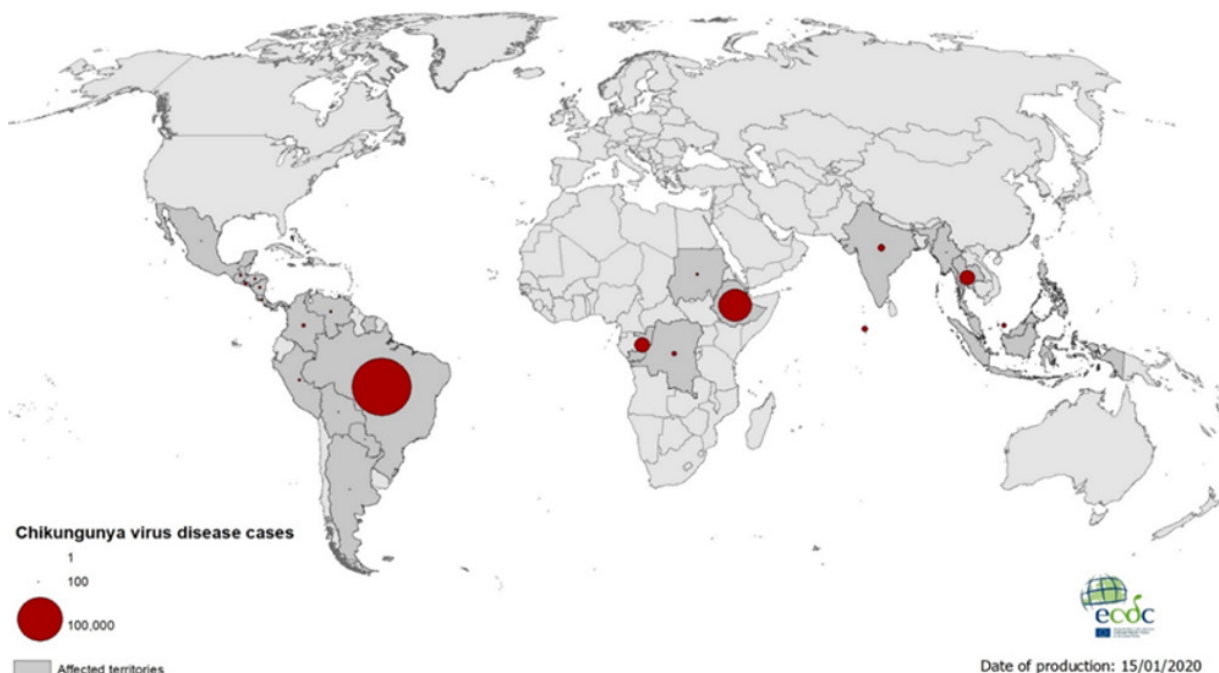 Chikungunya virus disease cases
1
100
100,000
Affected territories
ecdc
Date of production: 15/01/2020